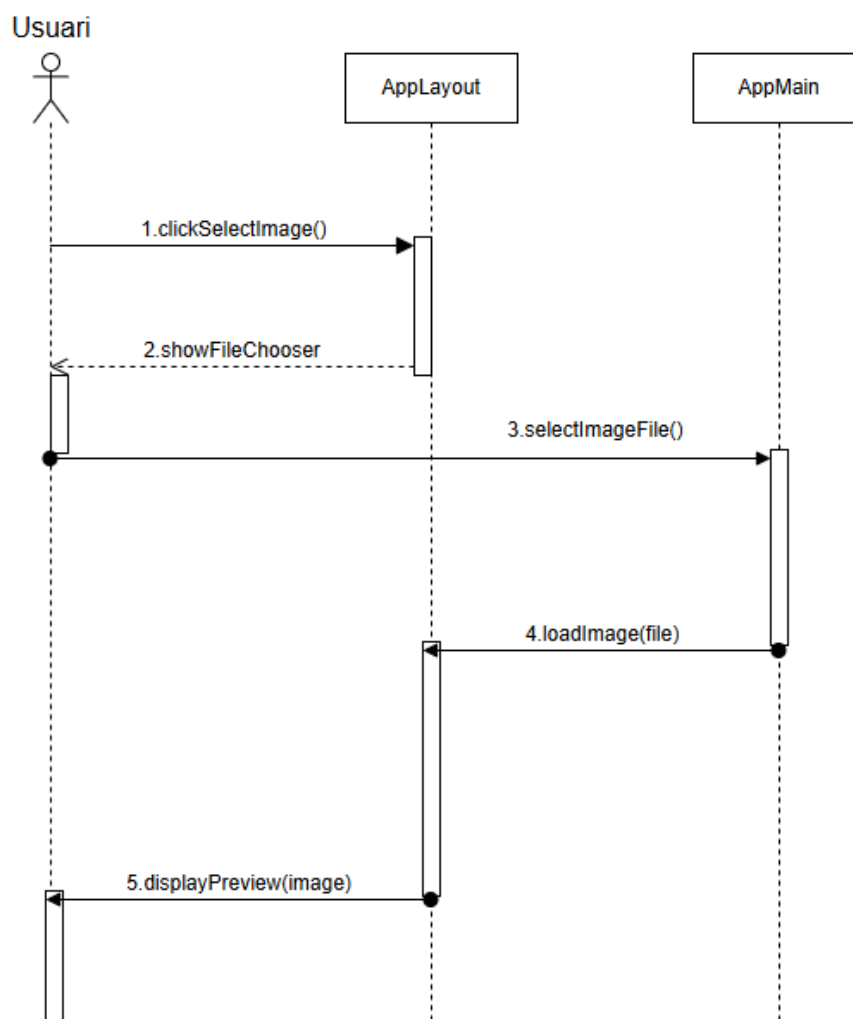 Usuari
AppLayout
AppMain
1.clickSelectImage()
2.showFileChooser
3.selectImageFile()
4.loadImage(file)
5.displayPreview(image)